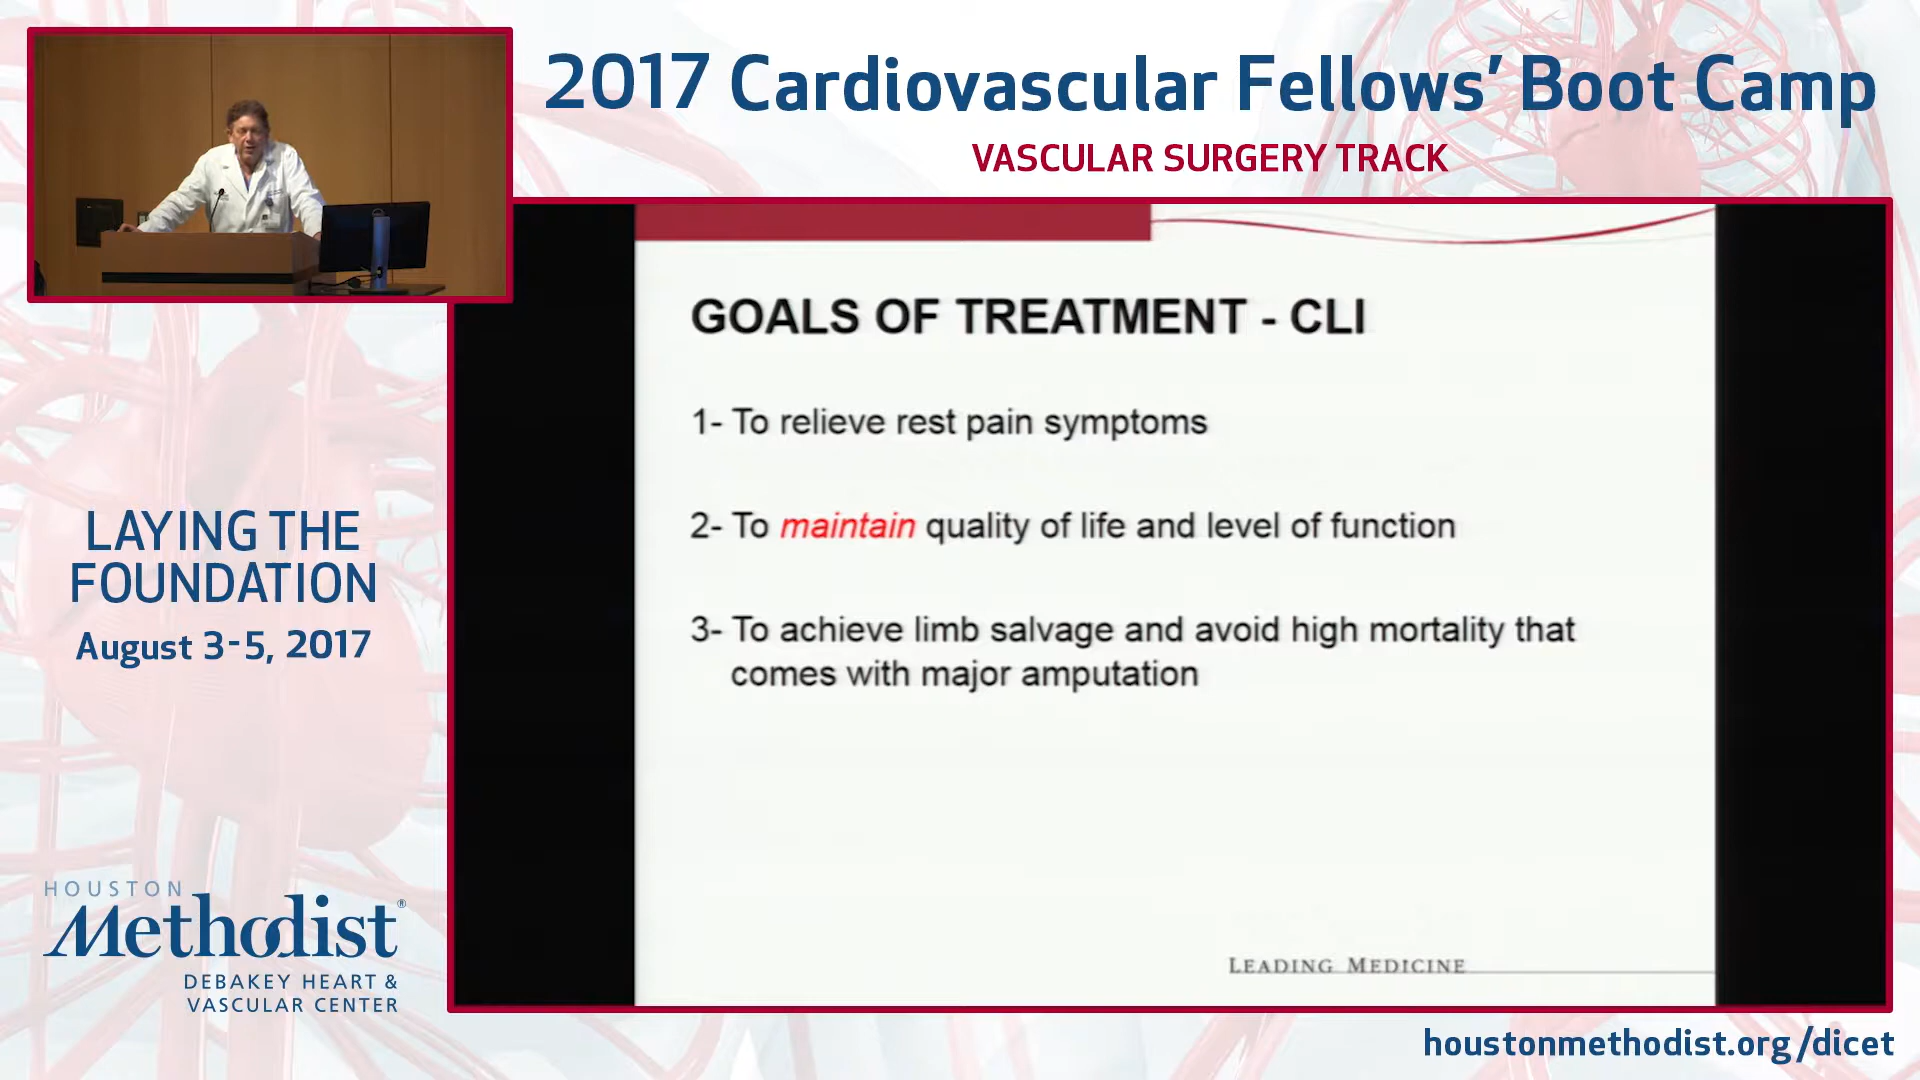 2017 Cardiovascular Fellows' Boot Camp
VASCULAR SURGERY TRACK
GOALS OF TREATMENT - CLI
1- To relieve rest pain symptoms
2- To maintain quality of life and level of function
3- To achieve limb salvage and avoid high mortality that
comes with major amputation
LEADING MEDICINE
LAYING THE
FOUNDATION
August 3-5, 2017
HOUSTON
Methodist®
DEBAKEY HEART &
VASCULAR CENTER
houstonmethodist.org/dicet